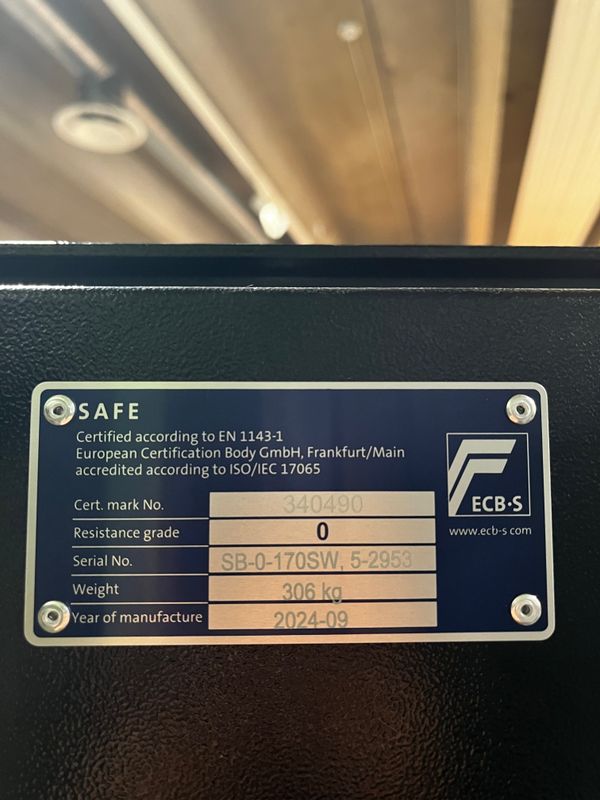 SAFE
Certified according to EN 1143-1
European Certification Body GmbH, Frankfurt/Main
accredited according to ISO/IEC 17065
Cert. mark No. 340490
Resistance grade 0
Serial No. SB-0-170SW, 5-2953
Weight 306 kg
Year of manufacture 2024-09
ECB·S
www.ecb-s com